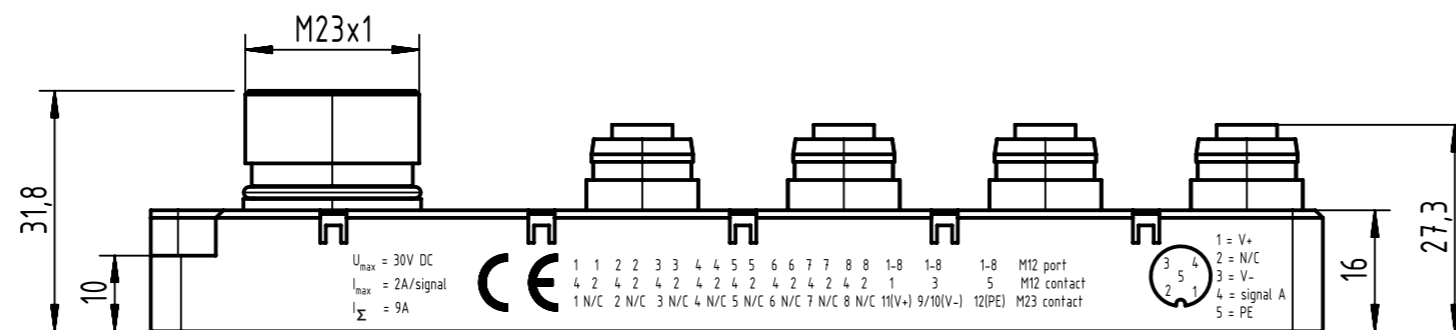 M23x1
31,8
10
U max = 30V DC
I max = 2A/signal
I Σ = 9A
CE
1 1 2 2 3 3 4 4 5 5 6 6 7 7 8 8 1-8 1-8 1-8 M12 port
4 2 4 2 4 2 4 2 4 2 4 2 4 2 4 2 1 3 5 M12 contact
1 N/C 2 N/C 3 N/C 4 N/C 5 N/C 6 N/C 7 N/C 8 N/C 11(V+) 9/10(V-) 12(PE) M23 contact
3 4
5
2 1
1 = V+
2 = N/C
3 = V-
4 = signal A
5 = PE
16
27,3